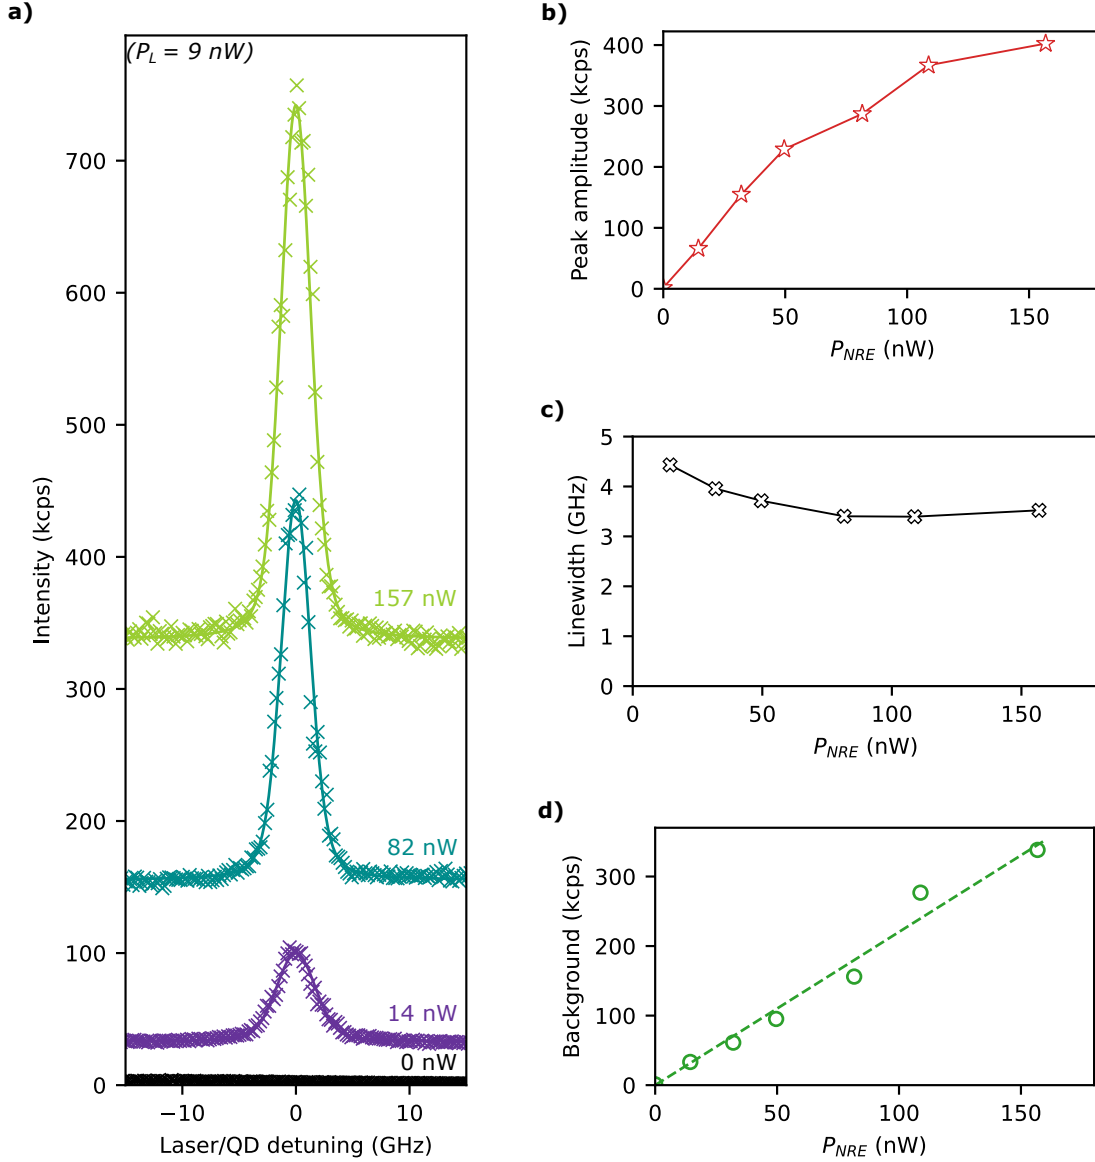 a)
(P_L = 9 nW)
700
600
500
400
300
200
100
0
157 nW
82 nW
14 nW
0 nW
−10 0 10
Laser/QD detuning (GHz)
Intensity (kcps)
b)
400
300
200
100
0
0 50 100 150
P_NRE (nW)
Peak amplitude (kcps)
c)
5
4
3
2
1
0
0 50 100 150
P_NRE (nW)
Linewidth (GHz)
d)
300
200
100
0
0 50 100 150
P_NRE (nW)
Background (kcps)